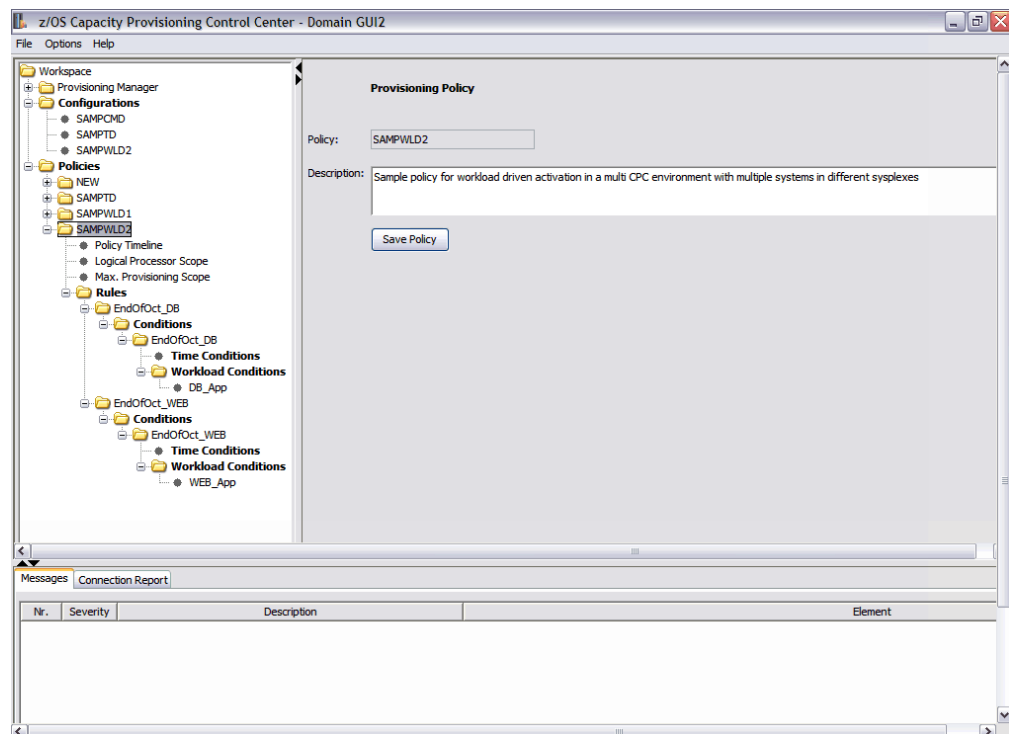 z/OS Capacity Provisioning Control Center - Domain GUI2
File Options Help
Workspace
Provisioning Manager
Configurations
SAMPCMD
SAMPTD
SAMPWLD2
Policies
NEW
SAMPTD
SAMPWLD1
SAMPWLD2
Policy Timeline
Logical Processor Scope
Max. Provisioning Scope
Rules
EndOfOct_DB
Conditions
EndOfOct_DB
Time Conditions
Workload Conditions
DB_App
EndOfOct_WEB
Conditions
EndOfOct_WEB
Time Conditions
Workload Conditions
WEB_App
Provisioning Policy
Policy: SAMPWLD2
Description: Sample policy for workload driven activation in a multi CPC environment with multiple systems in different sysplexes
Save Policy
Messages Connection Report
Nr. Severity Description Element